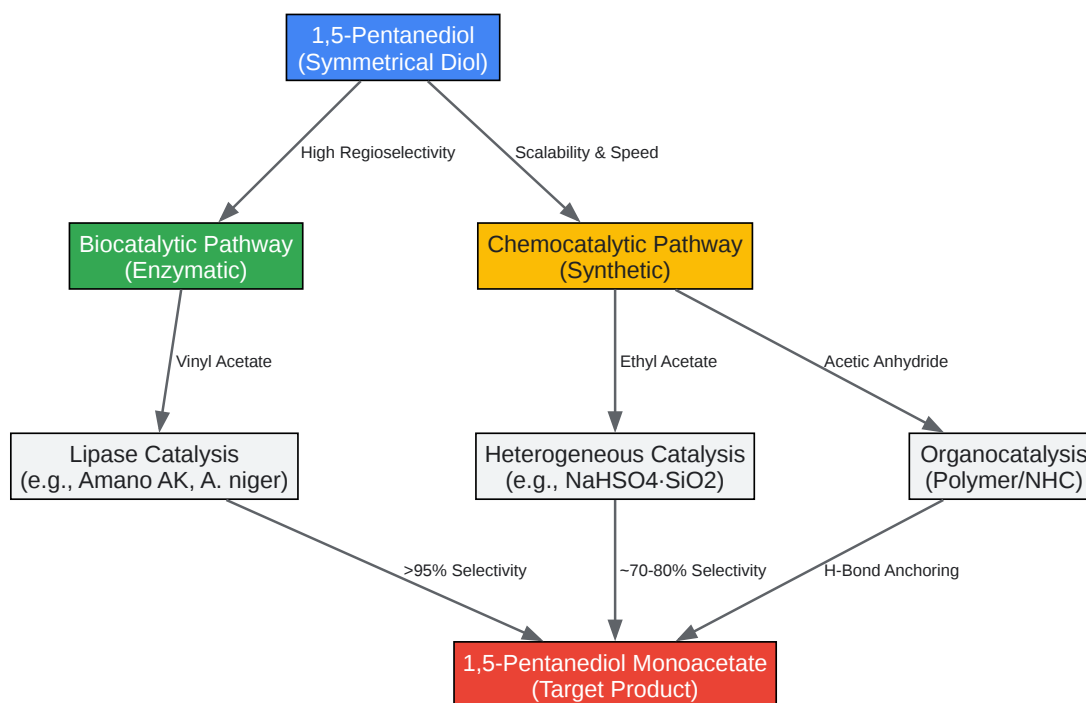 1,5-Pentanediol
(Symmetrical Diol)
High Regioselectivity
Scalability & Speed
Biocatalytic Pathway
(Enzymatic)
Chemocatalytic Pathway
(Synthetic)
Vinyl Acetate
Ethyl Acetate
Acetic Anhydride
Lipase Catalysis
(e.g., Amano AK, A. niger)
Heterogeneous Catalysis
(e.g., NaHSO4·SiO2)
Organocatalysis
(Polymer/NHC)
>95% Selectivity
~70-80% Selectivity
H-Bond Anchoring
1,5-Pentanediol Monoacetate
(Target Product)